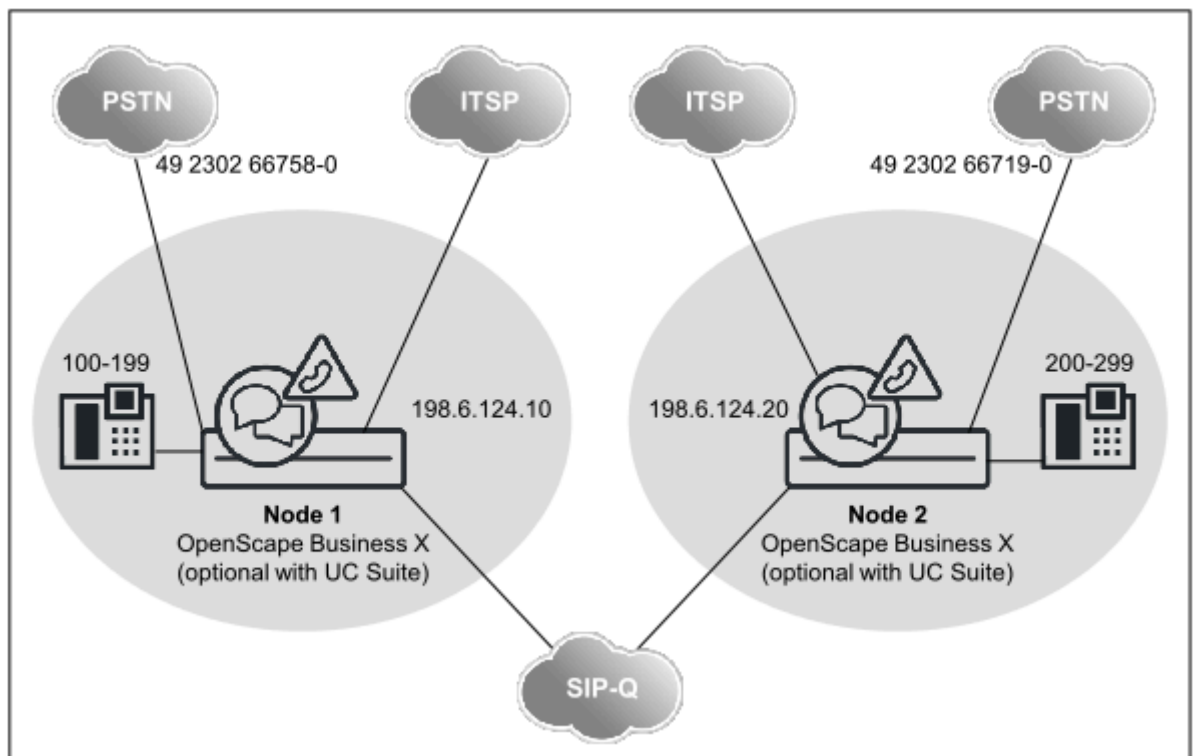 PSTN
ITSP
ITSP
PSTN
49 2302 66758-0
49 2302 66719-0
100-199
200-299
198.6.124.10
198.6.124.20
Node 1
OpenScape Business X
(optional with UC Suite)
Node 2
OpenScape Business X
(optional with UC Suite)
SIP-Q